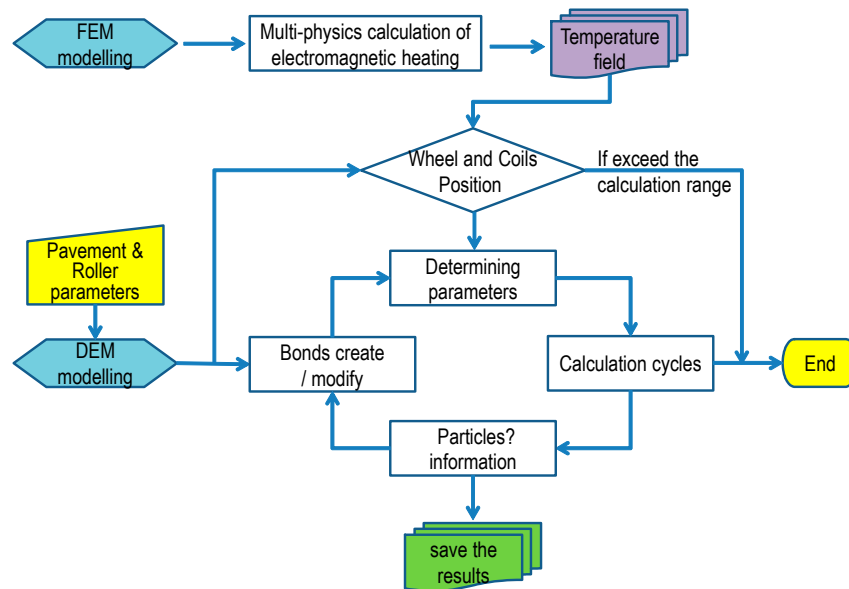 FEM
modelling
Multi-physics calculation of
electromagnetic heating
Temperature
field
Wheel and Coils
Position
If exceed the
calculation range
Pavement &
Roller
parameters
Determining
parameters
DEM
modelling
Bonds create
/ modify
Calculation cycles
End
Particles?
information
save the
results